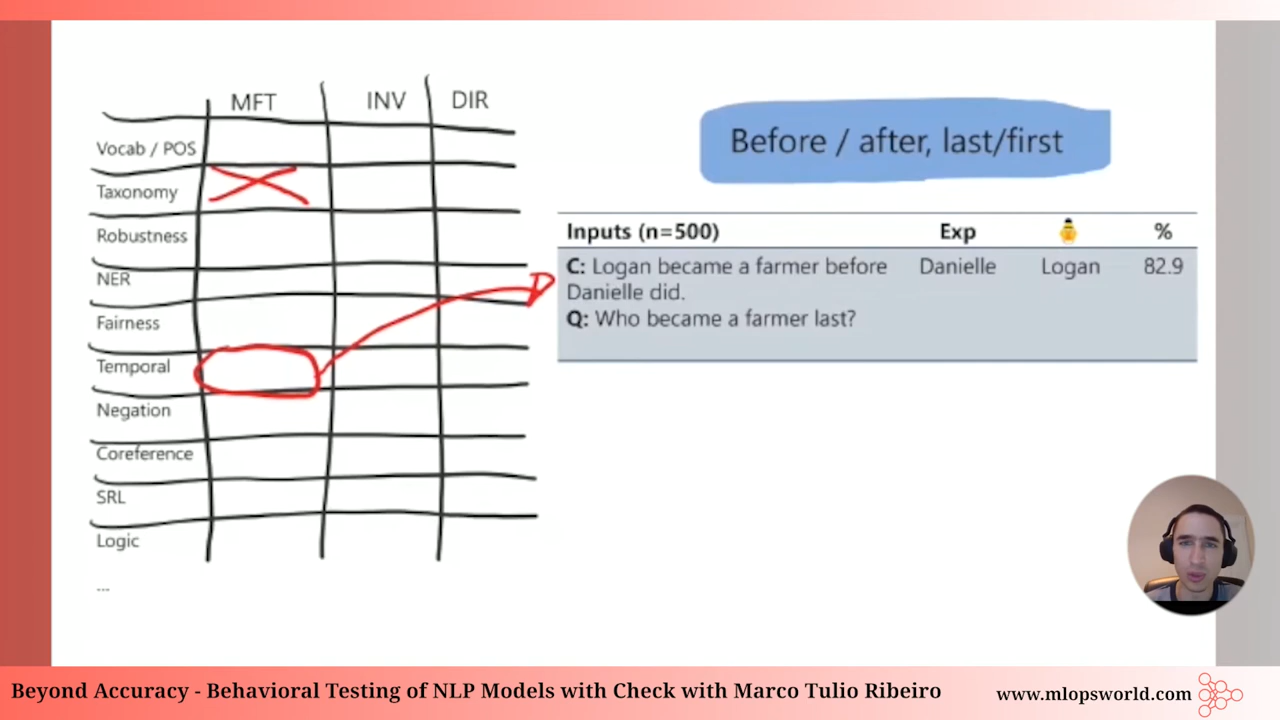 MFT INV DIR
Vocab / POS
Taxonomy
Robustness
NER
Fairness
Temporal
Negation
Coreference
SRL
Logic
...
Before / after, last/first
Inputs (n=500) Exp %
C: Logan became a farmer before Danielle Logan 82.9
Danielle did.
Q: Who became a farmer last?
Beyond Accuracy - Behavioral Testing of NLP Models with Check with Marco Tulio Ribeiro
www.mlopsworld.com